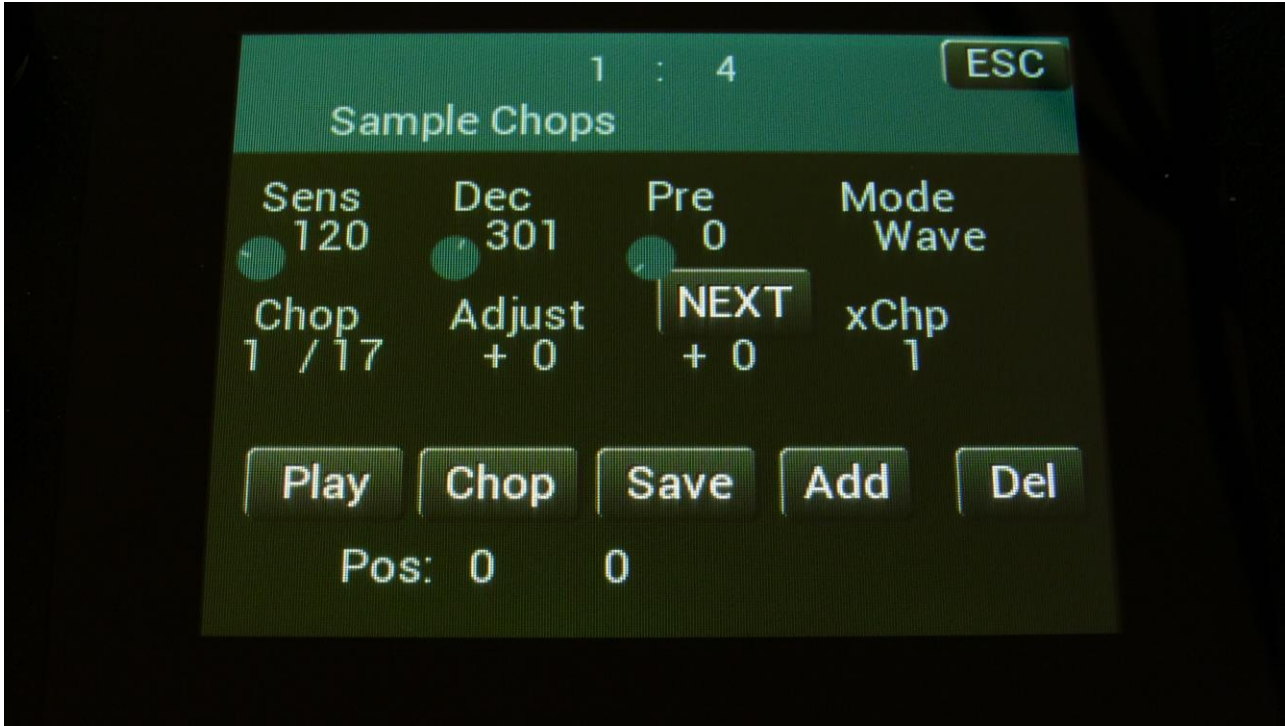 1 : 4 ESC
Sample Chops
Sens Dec Pre Mode
120 301 0 Wave
Chop Adjust NEXT xChp
1 / 17 + 0 + 0 1
Play Chop Save Add Del
Pos: 0 0